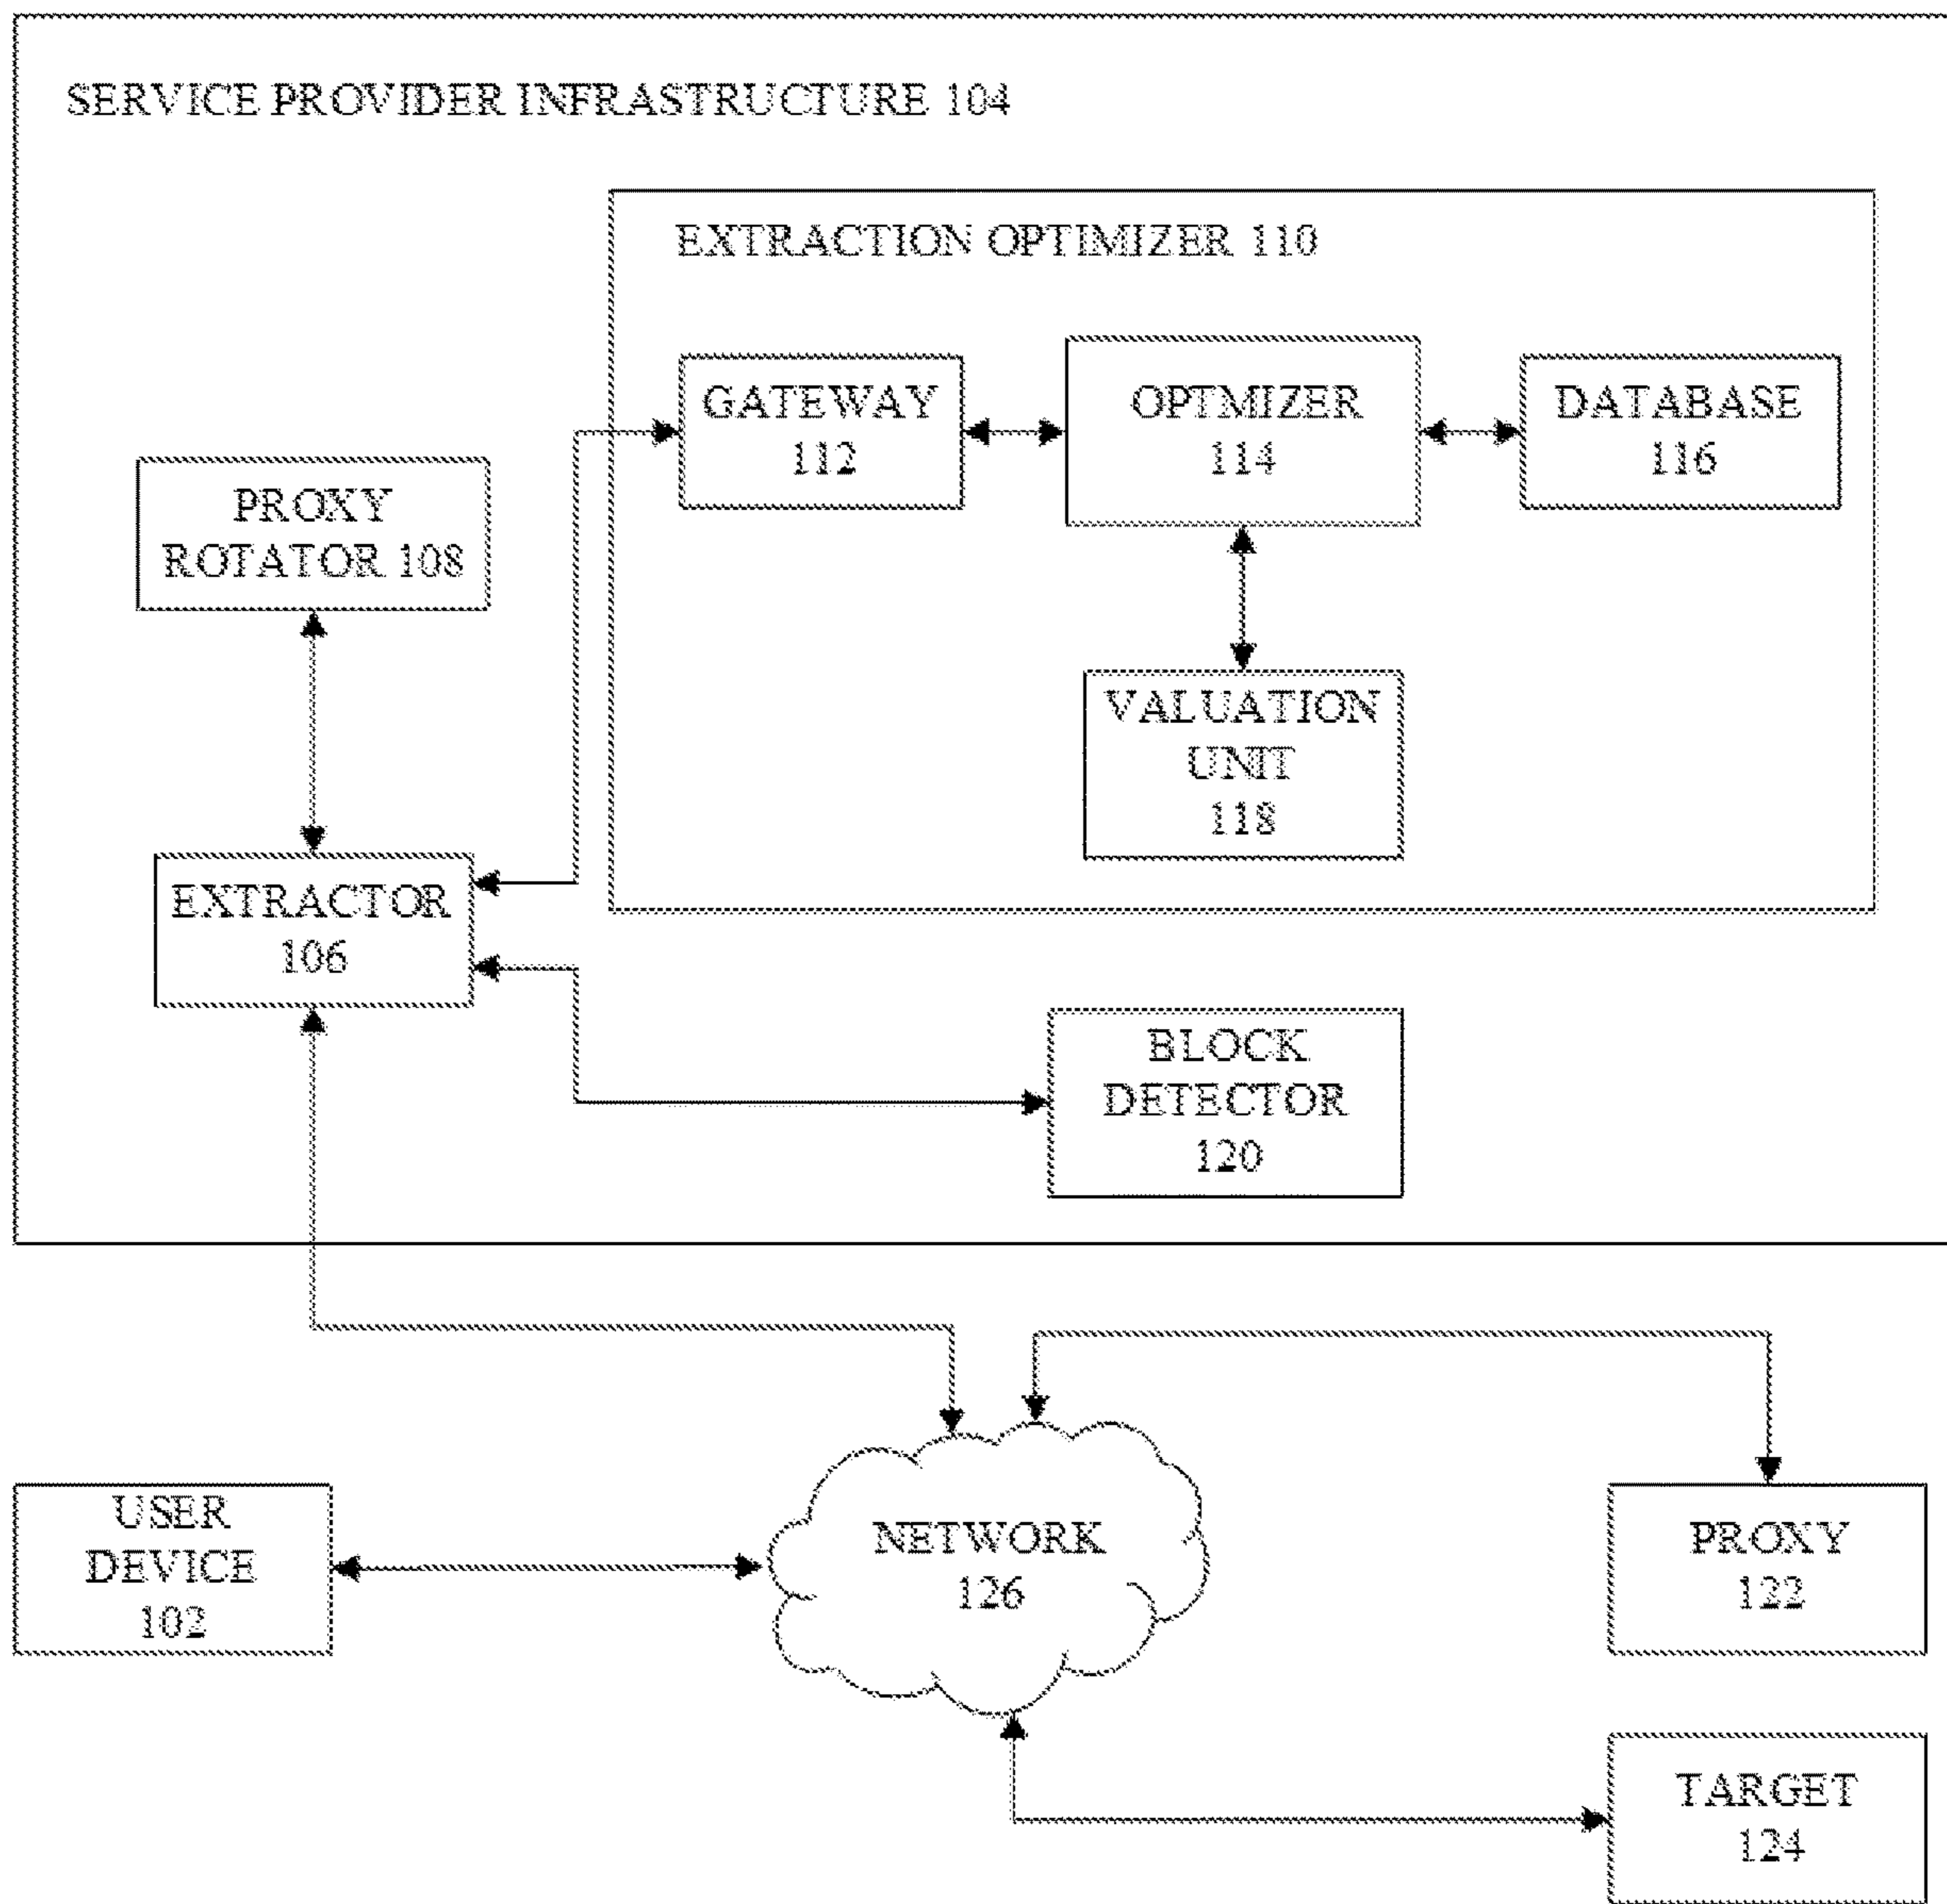 SERVICE PROVIDER INFRASTRUCTURE 104
EXTRACTION OPTIMIZER 110
GATEWAY
112
OPTMIZER
114
DATABASE
116
PROXY
ROTATOR 108
VALUATION
UNIT
118
EXTRACTOR
106
BLOCK
DETECTOR
120
USER
DEVICE
102
NETWORK
126
PROXY
122
TARGET
124